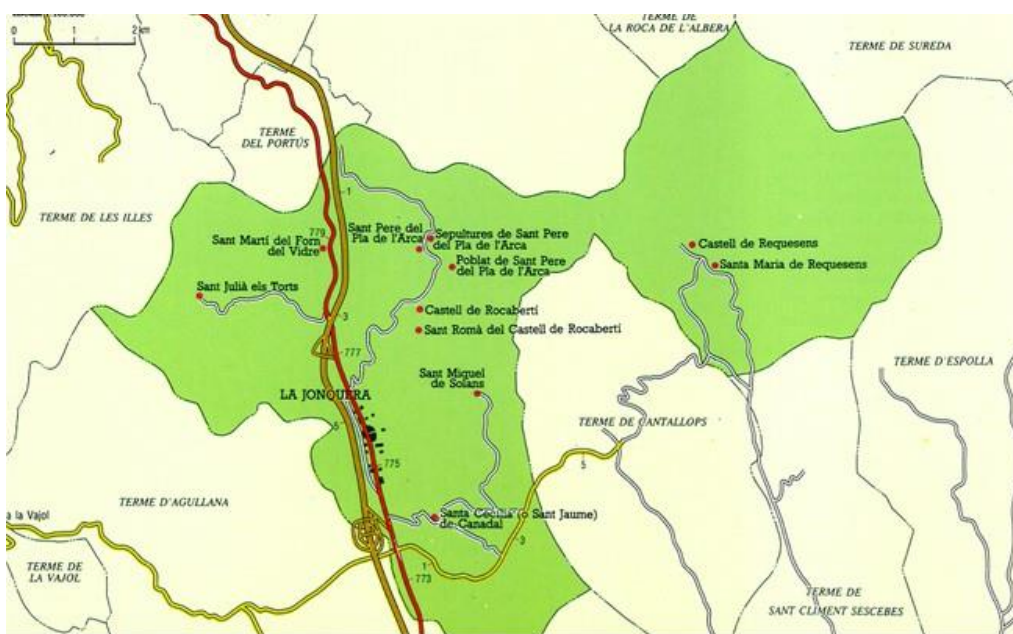 0 1 2 km
TERME DE
LA ROCA DE L'ALBERA
TERME DE SUREDA
TERME
DEL PORTÚS
TERME DE LES ILLES
1
779
Sant Martí del Forn
del Vidre
Sant Pere del
Pla de l'Arca
Sepultures de Sant Pere
del Pla de l'Arca
Poblat de Sant Pere
del Pla de l'Arca
Castell de Requesens
Santa Maria de Requesens
Sant Julià els Torts
3
Castell de Rocabertí
Sant Romà del Castell de Rocabertí
777
TERME D'ESPOLLA
Sant Miquel
de Solans
LA JONQUERA
5
TERME DE CANTALLOPS
775
5
TERME D'AGULLANA
a la Vajol
Santa Cecília
de Canadal
Sant Jaume)
3
TERME DE
LA VAJOL
1
773
TERME DE
SANT CLIMENT SESCEBES